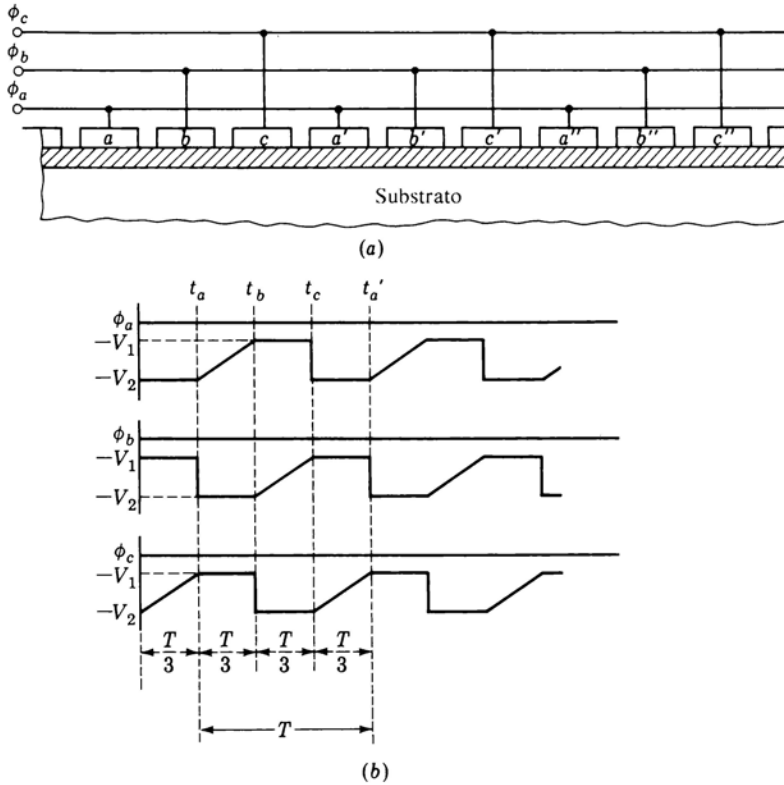 ϕc
ϕb
ϕa
a b c a′ b′ c′ a″ b″ c″
Substrato
(a)
ta tb tc ta′
ϕa
−V1
−V2
ϕb
−V1
−V2
ϕc
−V1
−V2
T/3 T/3 T/3 T/3
T
(b)